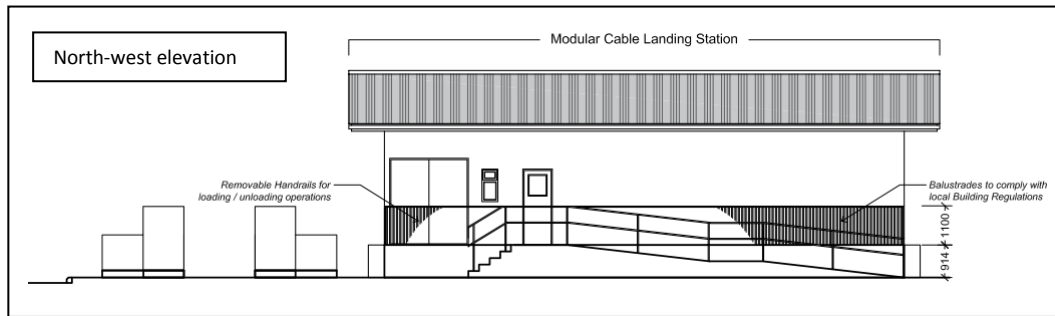 North-west elevation
Modular Cable Landing Station
Removable Handrails for
loading / unloading operations
Balustrades to comply with
local Building Regulations
1100
914